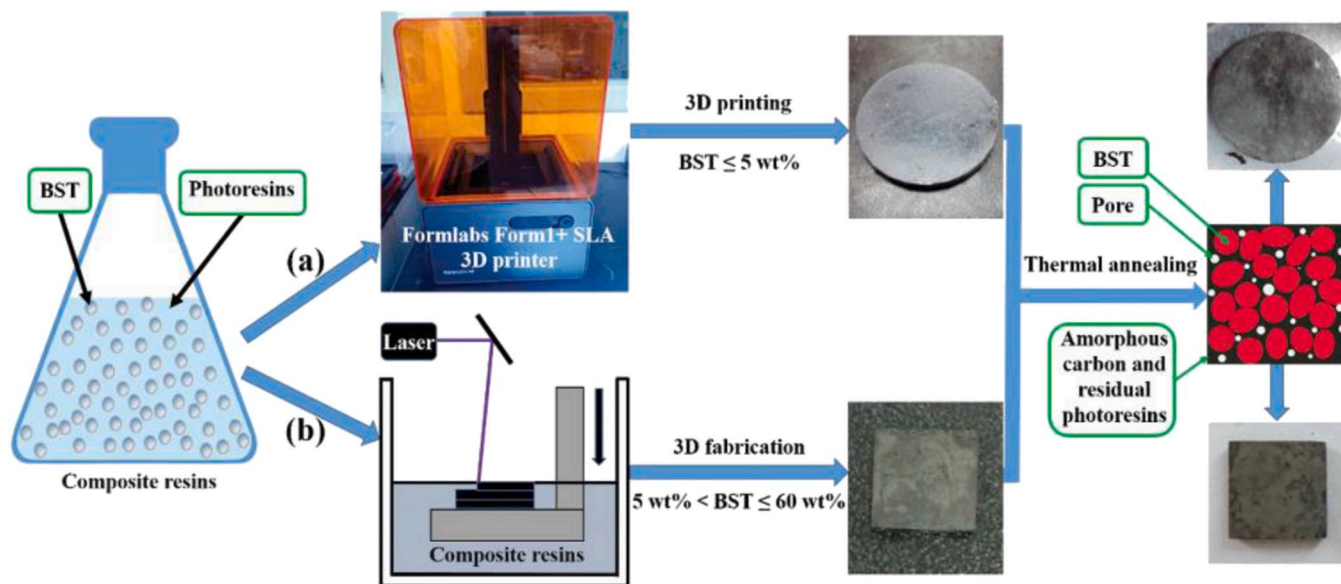 BST
Photoresins
Composite resins
(a)
(b)
Formlabs Form1+ SLA
3D printer
Laser
Composite resins
3D printing
BST ≤ 5 wt%
3D fabrication
5 wt% < BST ≤ 60 wt%
Thermal annealing
BST
Pore
Amorphous
carbon and
residual
photoresins